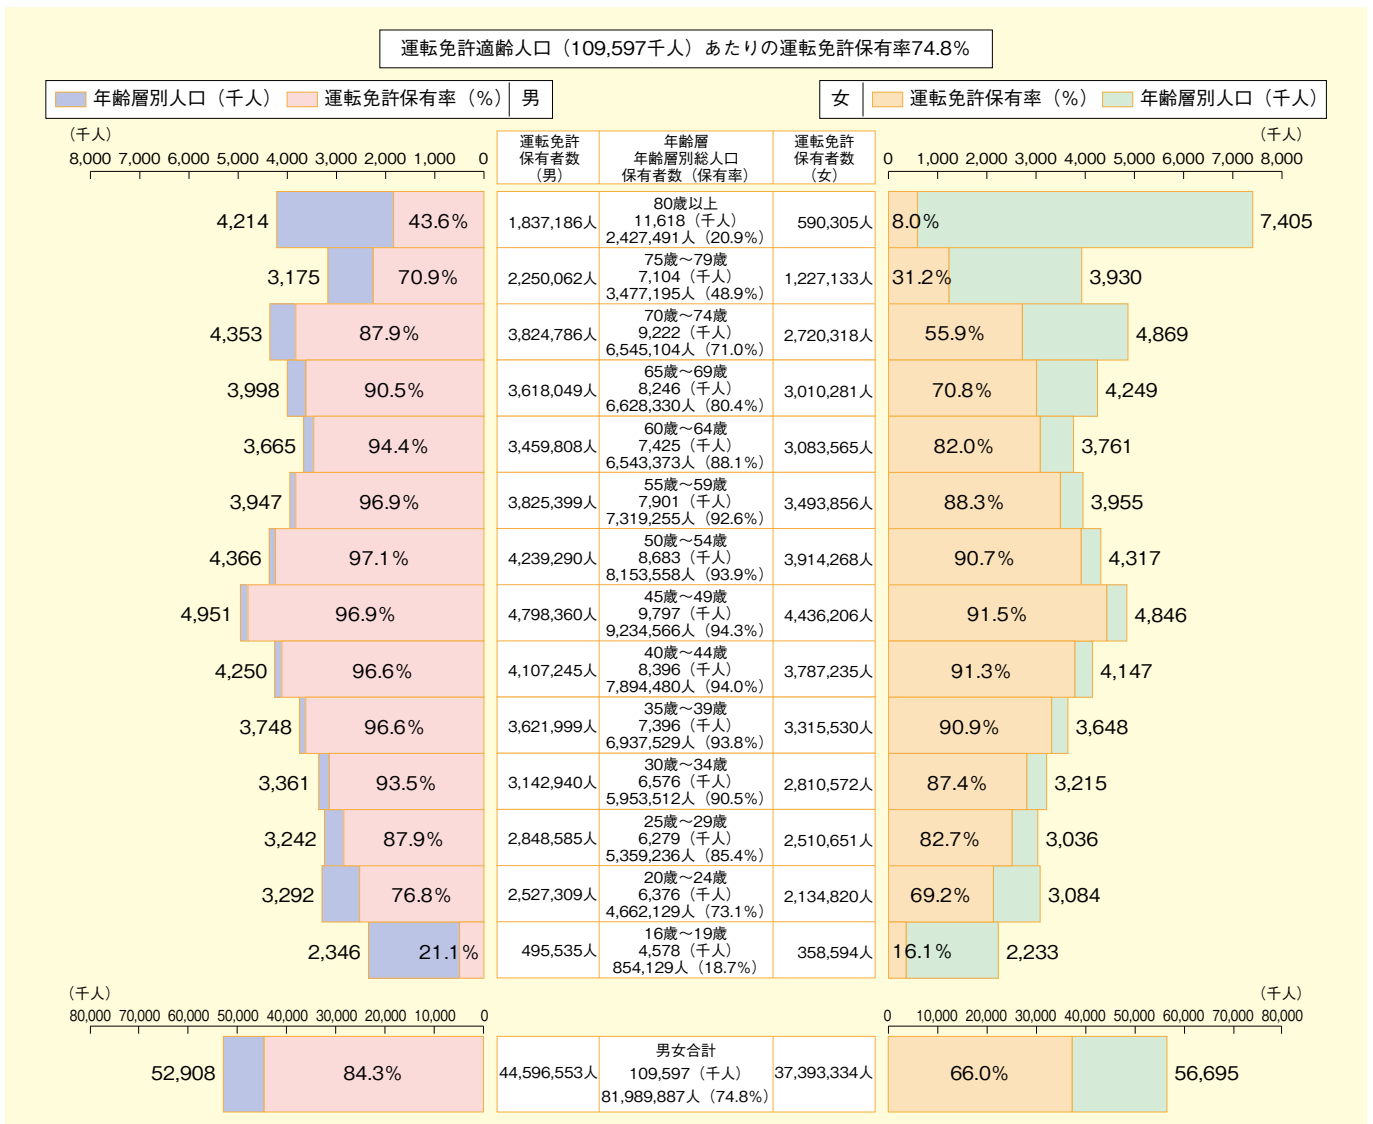 運転免許適齢人口（109,597千人）あたりの運転免許保有率74.8%
年齢層別人口（千人） 運転免許保有率（%） 男
女 運転免許保有率（%） 年齢層別人口（千人）
（千人）
8,000 7,000 6,000 5,000 4,000 3,000 2,000 1,000 0
運転免許
保有者数
（男）
年齢層
年齢層別総人口
保有者数（保有率）
運転免許
保有者数
（女）
（千人）
0 1,000 2,000 3,000 4,000 5,000 6,000 7,000 8,000
80歳以上
4,214 43.6% 1,837,186人 11,618（千人） 590,305人 8.0% 7,405
2,427,491人（20.9%）
75歳〜79歳
3,175 70.9% 2,250,062人 7,104（千人） 1,227,133人 31.2% 3,930
3,477,195人（48.9%）
70歳〜74歳
4,353 87.9% 3,824,786人 9,222（千人） 2,720,318人 55.9% 4,869
6,545,104人（71.0%）
65歳〜69歳
3,998 90.5% 3,618,049人 8,246（千人） 3,010,281人 70.8% 4,249
6,628,330人（80.4%）
60歳〜64歳
3,665 94.4% 3,459,808人 7,425（千人） 3,083,565人 82.0% 3,761
6,543,373人（88.1%）
55歳〜59歳
3,947 96.9% 3,825,399人 7,901（千人） 3,493,856人 88.3% 3,955
7,319,255人（92.6%）
50歳〜54歳
4,366 97.1% 4,239,290人 8,683（千人） 3,914,268人 90.7% 4,317
8,153,558人（93.9%）
45歳〜49歳
4,951 96.9% 4,798,360人 9,797（千人） 4,436,206人 91.5% 4,846
9,234,566人（94.3%）
40歳〜44歳
4,250 96.6% 4,107,245人 8,396（千人） 3,787,235人 91.3% 4,147
7,894,480人（94.0%）
35歳〜39歳
3,748 96.6% 3,621,999人 7,396（千人） 3,315,530人 90.9% 3,648
6,937,529人（93.8%）
30歳〜34歳
3,361 93.5% 3,142,940人 6,576（千人） 2,810,572人 87.4% 3,215
5,953,512人（90.5%）
25歳〜29歳
3,242 87.9% 2,848,585人 6,279（千人） 2,510,651人 82.7% 3,036
5,359,236人（85.4%）
20歳〜24歳
3,292 76.8% 2,527,309人 6,376（千人） 2,134,820人 69.2% 3,084
4,662,129人（73.1%）
16歳〜19歳
2,346 21.1% 495,535人 4,578（千人） 358,594人 16.1% 2,233
854,129人（18.7%）
（千人）
80,000 70,000 60,000 50,000 40,000 30,000 20,000 10,000 0
（千人）
0 10,000 20,000 30,000 40,000 50,000 60,000 70,000 80,000
男女合計
52,908 84.3% 44,596,553人 109,597（千人） 37,393,334人 66.0% 56,695
81,989,887人（74.8%）